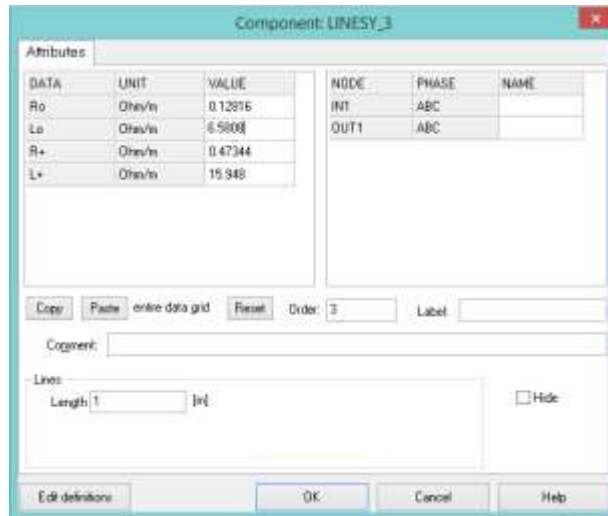 Component: LINESY_3
Attributes
DATA UNIT VALUE
Ro Ohm/m 0.12816
Lo Ohm/m 6.5808
R+ Ohm/m 0.47344
L+ Ohm/m 15.948
NODE PHASE NAME
IN1 ABC
OUT1 ABC
Copy Paste entire data grid Reset Order: 3 Label:
Comment:
Lines
Length 1 [m]
Hide
Edit definitions OK Cancel Help